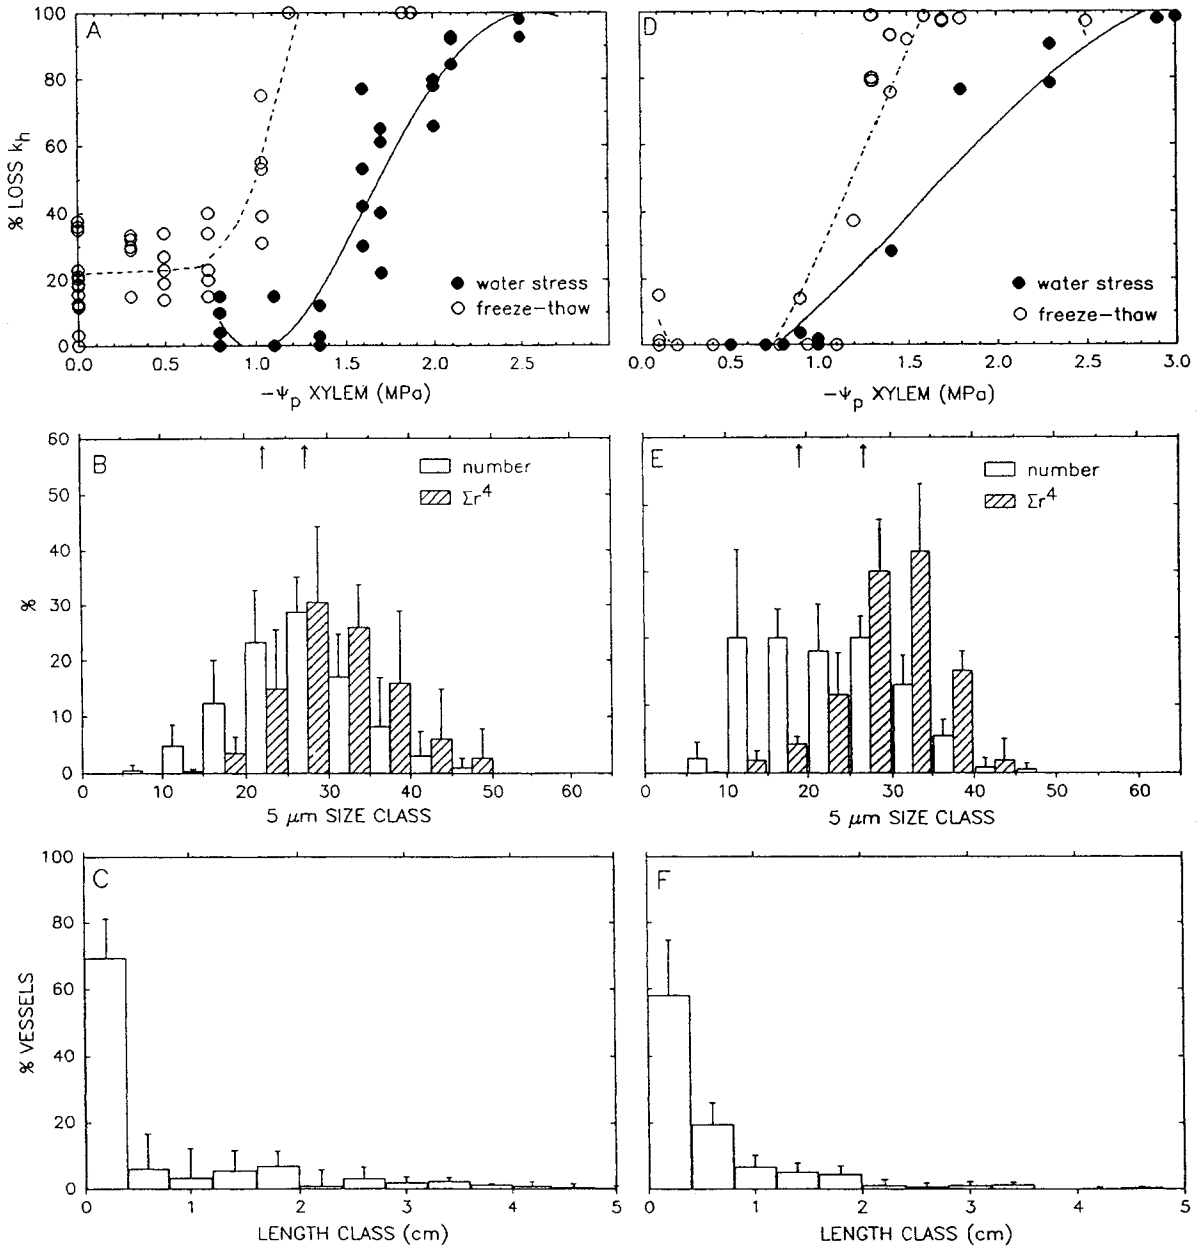 A
100
80
60
40
20
0
% LOSS k_h
● water stress
○ freeze-thaw
0.0 0.5 1.0 1.5 2.0 2.5
-Ψ_p XYLEM (MPa)
D
● water stress
○ freeze-thaw
0.0 0.5 1.0 1.5 2.0 2.5 3.0
-Ψ_p XYLEM (MPa)
B
60
50
40
30
20
10
0
%
number
Σr⁴
0 10 20 30 40 50 60
5 μm SIZE CLASS
E
number
Σr⁴
0 10 20 30 40 50 60
5 μm SIZE CLASS
C
100
80
60
40
20
0
% VESSELS
0 1 2 3 4 5
LENGTH CLASS (cm)
F
0 1 2 3 4 5
LENGTH CLASS (cm)